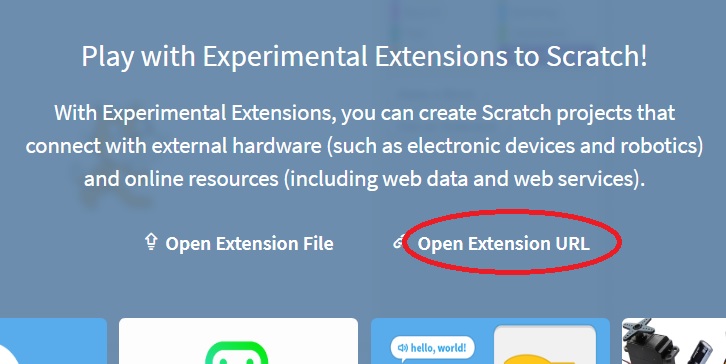 Play with Experimental Extensions to Scratch!
With Experimental Extensions, you can create Scratch projects that
connect with external hardware (such as electronic devices and robotics)
and online resources (including web data and web services).
Open Extension File
Open Extension URL
hello, world!